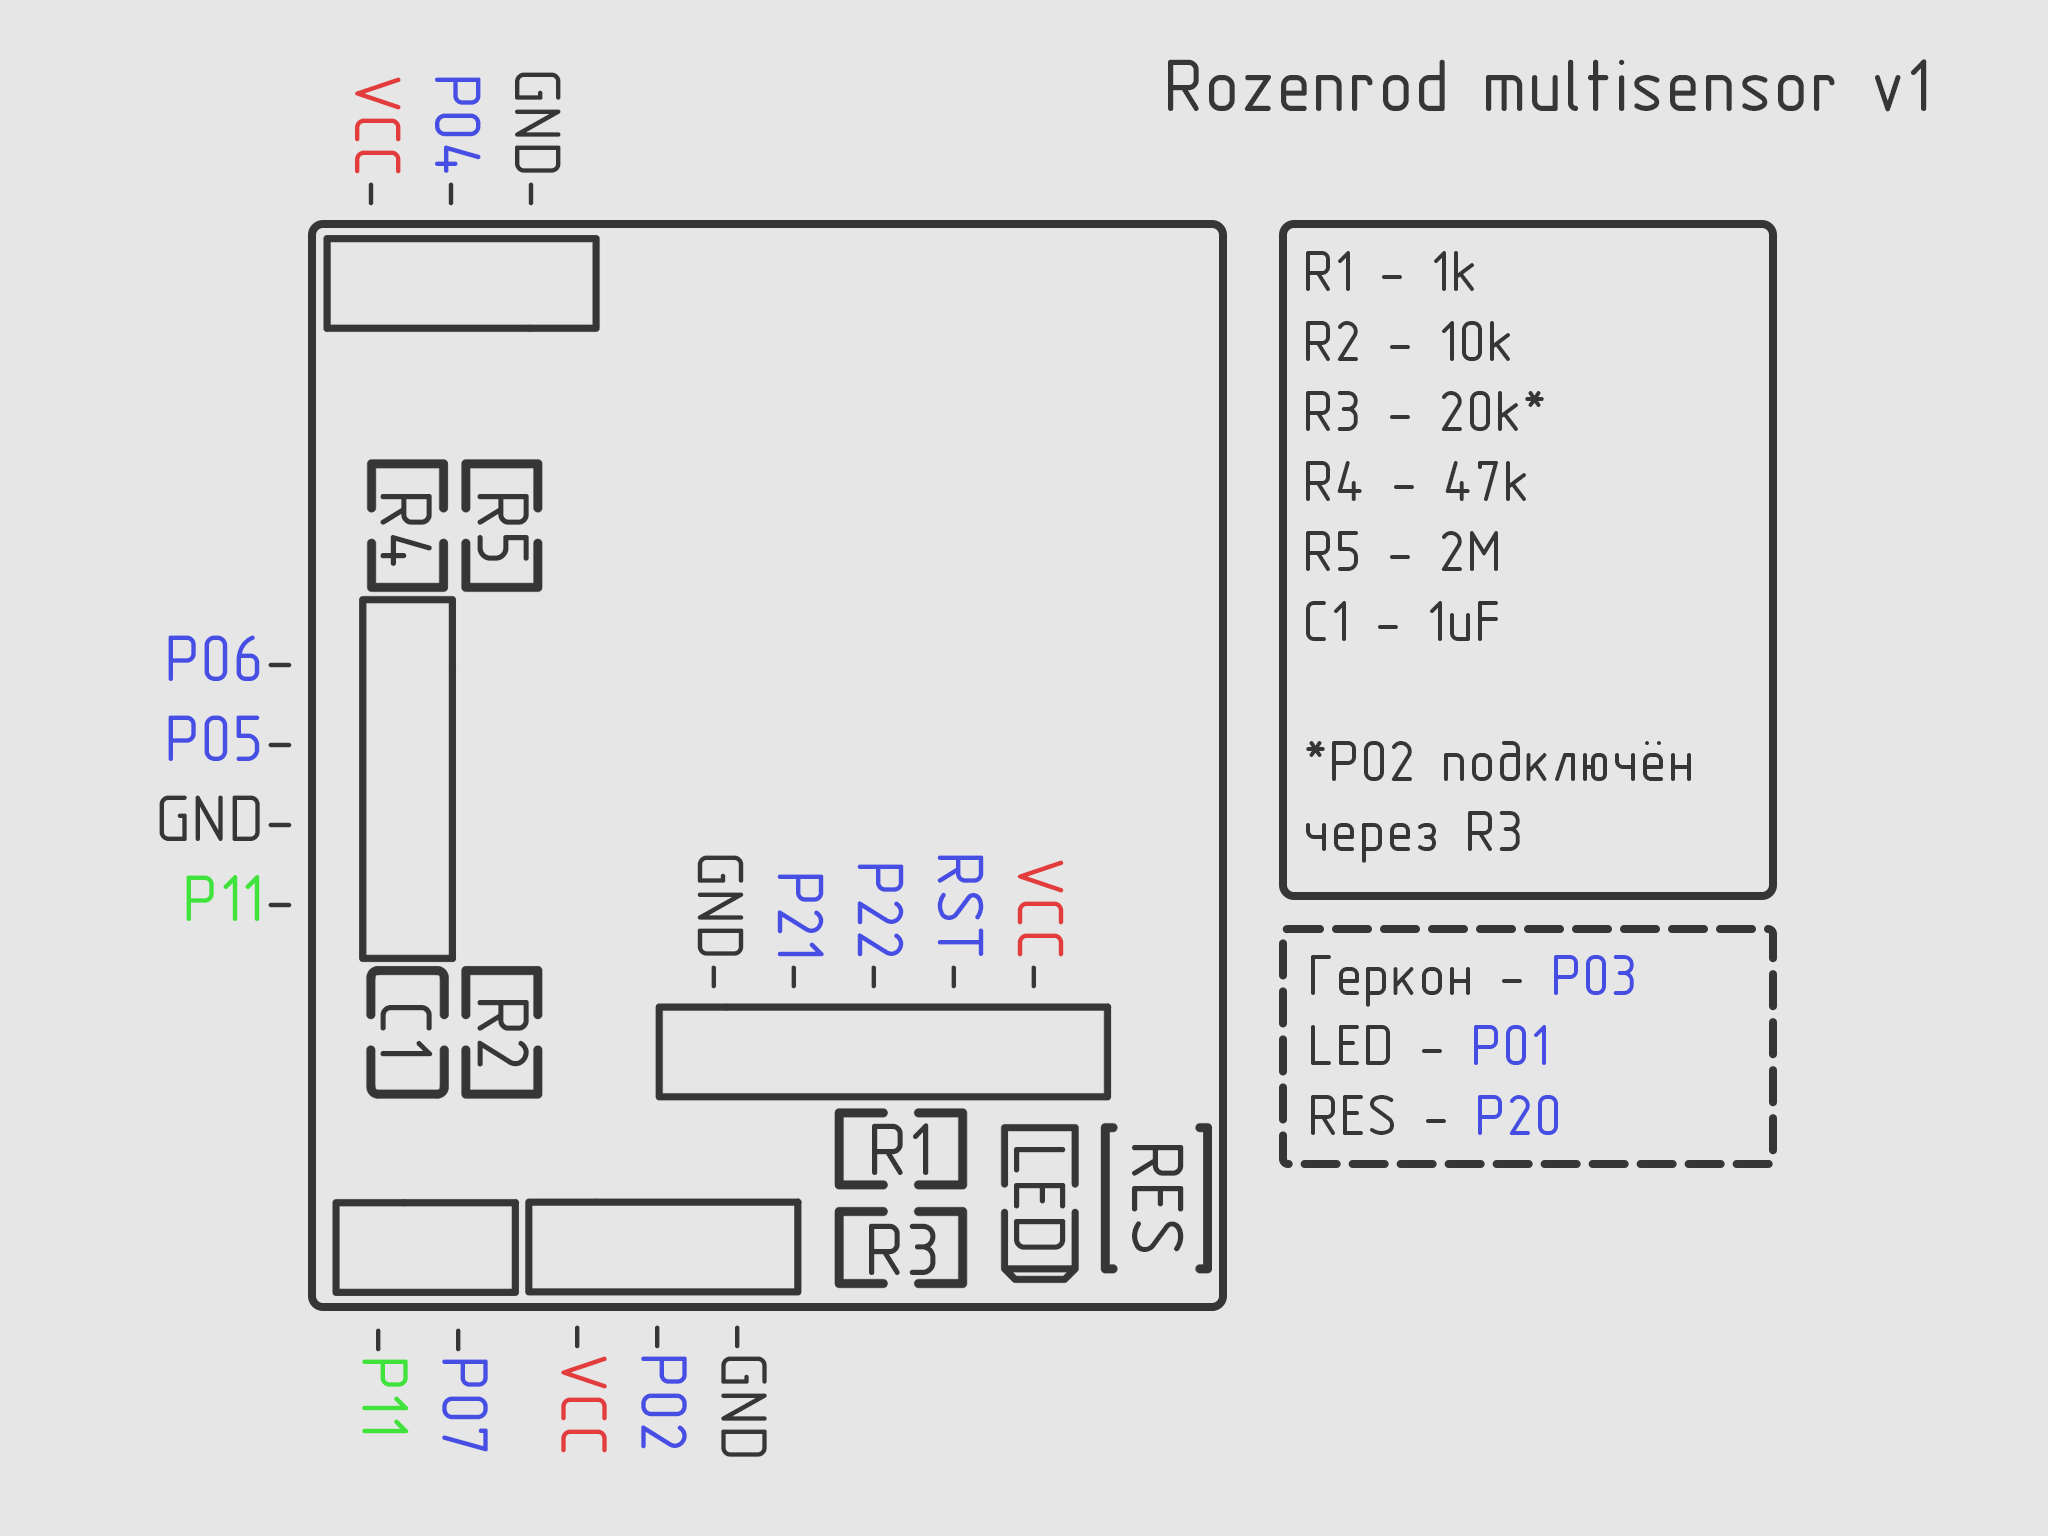 Rozenrod multisensor v1
VCC-
P04-
GND-
R1 - 1k
R2 - 10k
R3 - 20k*
R4 - 47k
R5 - 2M
C1 - 1uF
*P02 подключён
через R3
Геркон - P03
LED - P01
RES - P20
R4
R5
P06-
P05-
GND-
P11-
C1
R2
GND-
P21-
P22-
RST-
VCC-
R1
R3
LED
RES
-P11
-P07
-VCC
-P02
-GND